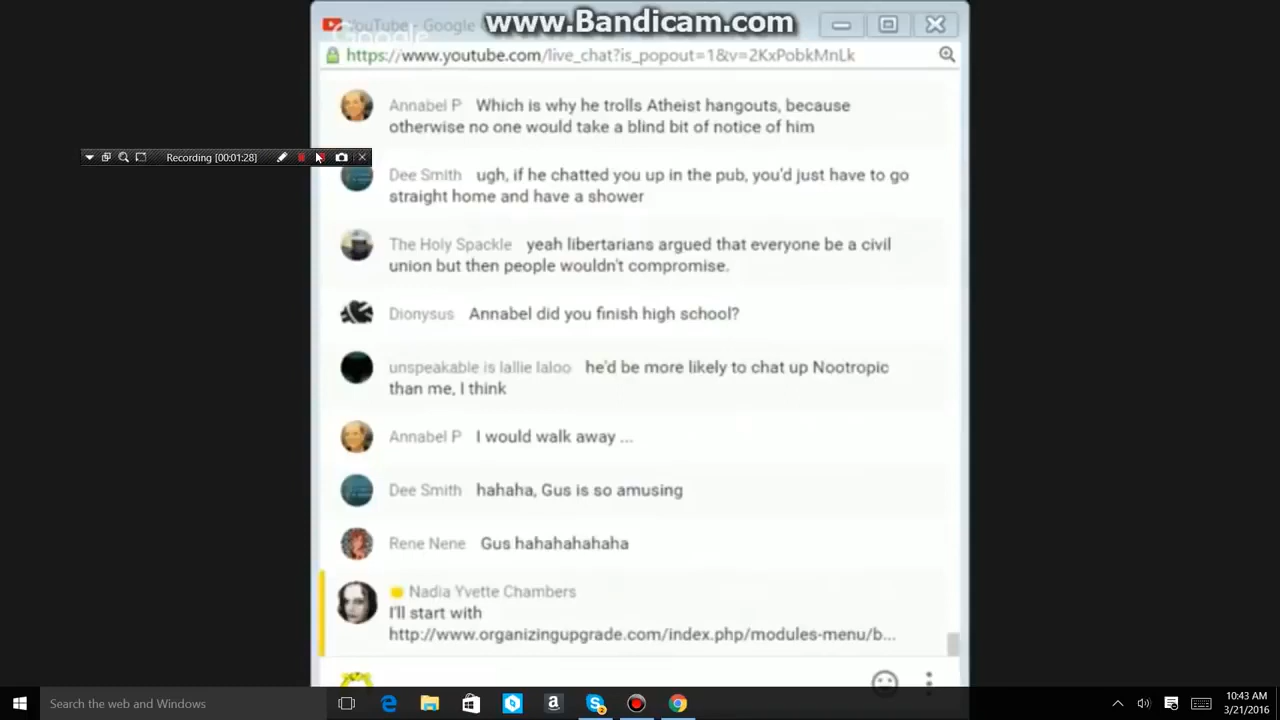 www.Bandicam.com
YouTube - Google
https://www.youtube.com/live_chat?is_popout=1&v=2KxPobkMnLk
Annabel P Which is why he trolls Atheist hangouts, because
otherwise no one would take a blind bit of notice of him
Recording [00:01:28]
Dee Smith ugh, if he chatted you up in the pub, you'd just have to go
straight home and have a shower
The Holy Spackle yeah libertarians argued that everyone be a civil
union but then people wouldn't compromise.
Dionysus Annabel did you finish high school?
unspeakable is lallie laloo he'd be more likely to chat up Nootropic
than me, I think
Annabel P I would walk away ...
Dee Smith hahaha, Gus is so amusing
Rene Nene Gus hahahahahaha
Nadia Yvette Chambers
I'll start with
http://www.organizingupgrade.com/index.php/modules-menu/b...
Search the web and Windows
10:43 AM
3/21/2016